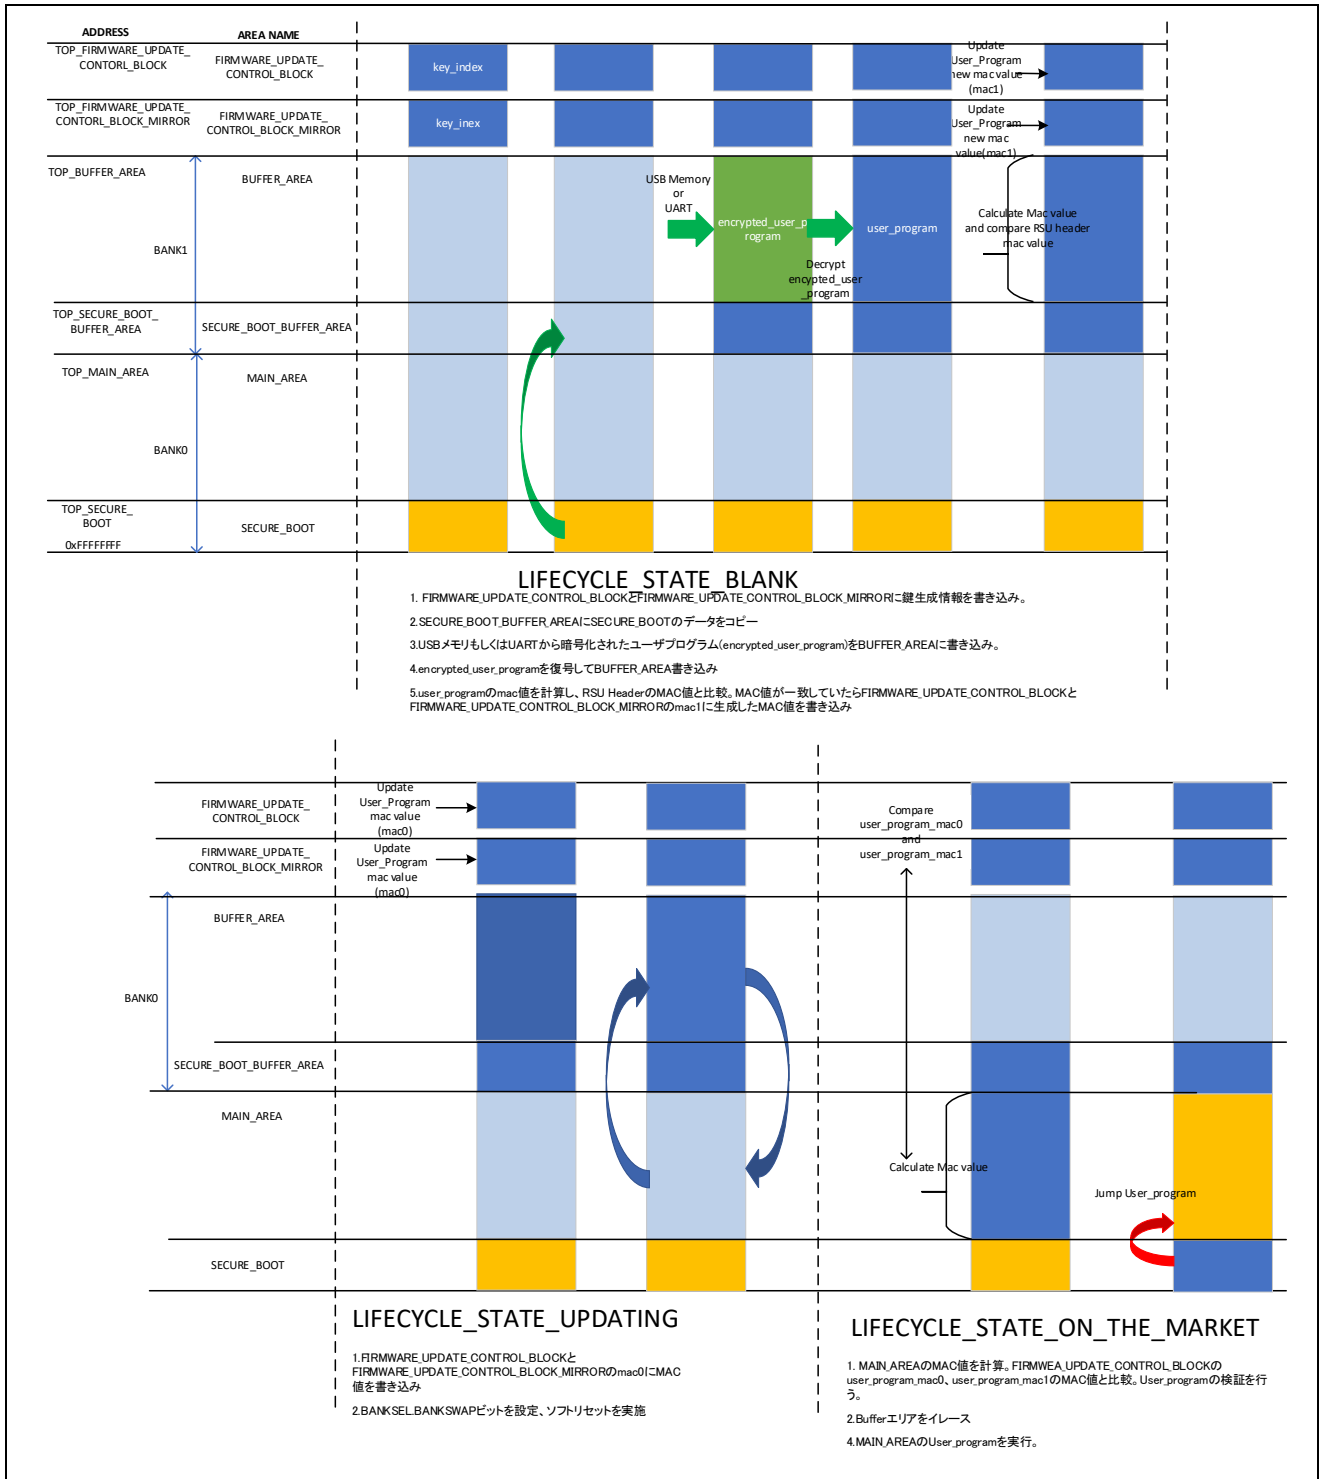 ADDRESS
AREA NAME
TOP_FIRMWARE_UPDATE_
CONTORL_BLOCK
FIRMWARE_UPDATE_
CONTROL_BLOCK
key_index
Update
User_Program
new mac value
(mac1)
TOP_FIRMWARE_UPDATE_
CONTORL_BLOCK_MIRROR
FIRMWARE_UPDATE_
CONTROL_BLOCK_MIRROR
key_inex
Update
User_Program
new mac
value(mac1)
TOP_BUFFER_AREA
BUFFER_AREA
USB Memory
or
UART
encrypted_user_p
rogram
user_program
Calculate Mac value
and compare RSU header
mac value
BANK1
Decrypt
encypted_user
_program
TOP_SECURE_BOOT_
BUFFER_AREA
SECURE_BOOT_BUFFER_AREA
TOP_MAIN_AREA
MAIN_AREA
BANK0
TOP_SECURE_
BOOT
SECURE_BOOT
0xFFFFFFFF
LIFECYCLE_STATE_BLANK
1. FIRMWARE_UPDATE_CONTROL_BLOCKとFIRMWARE_UPDATE_CONTROL_BLOCK_MIRRORに鍵生成情報を書き込み。
2.SECURE_BOOT_BUFFER_AREAにSECURE_BOOTのデータをコピー
3.USBメモリもしくはUARTから暗号化されたユーザプログラム(encrypted_user_program)をBUFFER_AREAに書き込み。
4.encrypted_user_programを復号してBUFFER_AREA書き込み
5.user_programのmac値を計算し、RSU HeaderのMAC値と比較。MAC値が一致していたらFIRMWARE_UPDATE_CONTROL_BLOCKと
FIRMWARE_UPDATE_CONTROL_BLOCK_MIRRORのmac1に生成したMAC値を書き込み
FIRMWARE_UPDATE_
CONTROL_BLOCK
Update
User_Program
mac value
(mac0)
Compare
user_program_mac0
and
user_program_mac1
FIRMWARE_UPDATE_
CONTROL_BLOCK_MIRROR
Update
User_Program
mac value
(mac0)
BUFFER_AREA
BANK0
SECURE_BOOT_BUFFER_AREA
MAIN_AREA
Calculate Mac value
Jump User_program
SECURE_BOOT
LIFECYCLE_STATE_UPDATING
1.FIRMWARE_UPDATE_CONTROL_BLOCKと
FIRMWARE_UPDATE_CONTROL_BLOCK_MIRRORのmac0にMAC
値を書き込み
2.BANKSEL.BANKSWAPビットを設定、ソフトリセットを実施
LIFECYCLE_STATE_ON_THE_MARKET
1. MAIN_AREAのMAC値を計算。FIRMWEA_UPDATE_CONTROL_BLOCKの
user_program_mac0、user_program_mac1のMAC値と比較。User_programの検証を行
う。
2.Bufferエリアをイレース
4.MAIN_AREAのUser_programを実行。